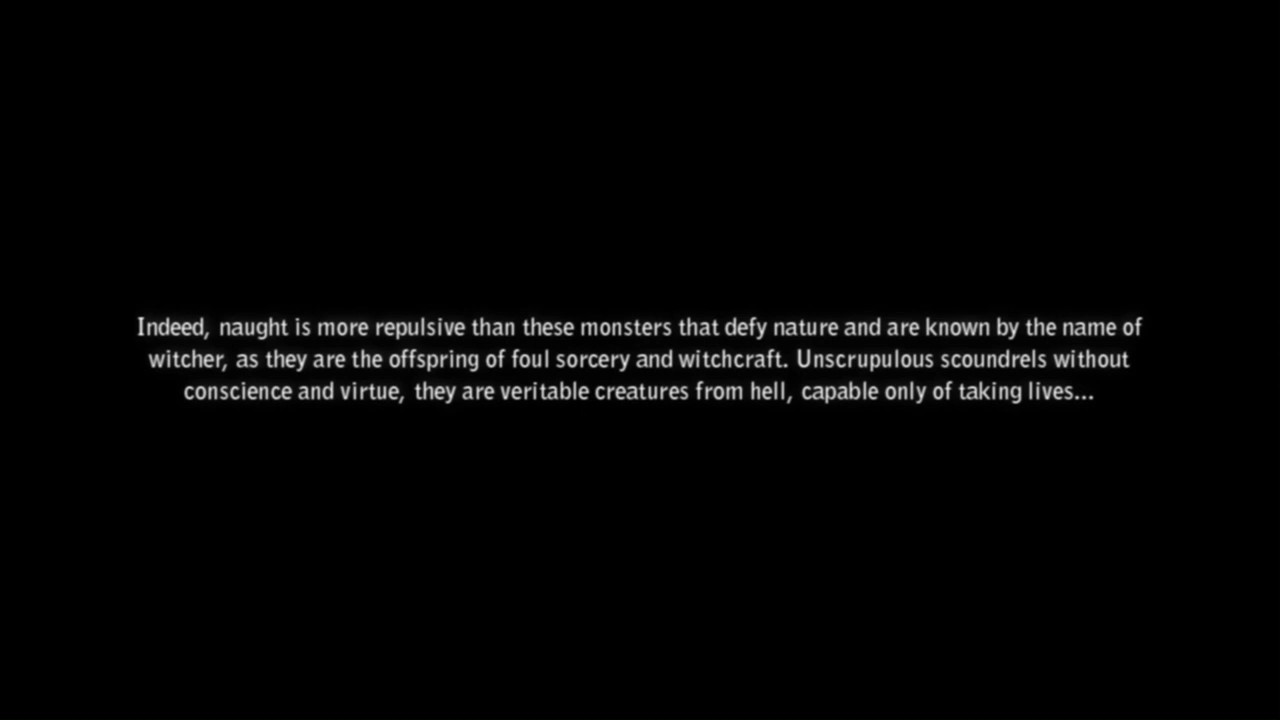 Indeed, naught is more repulsive than these monsters that defy nature and are known by the name of
witcher, as they are the offspring of foul sorcery and witchcraft. Unscrupulous scoundrels without
conscience and virtue, they are veritable creatures from hell, capable only of taking lives...